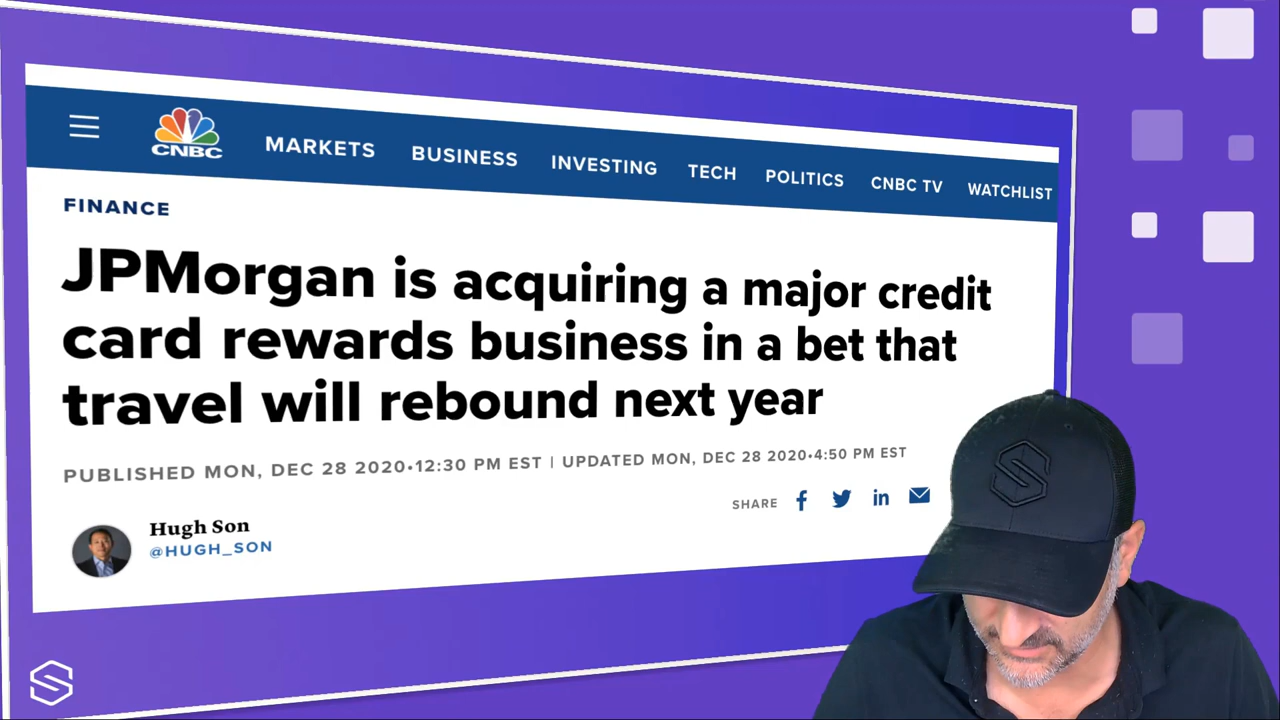 CNBC
MARKETS BUSINESS INVESTING TECH POLITICS CNBC TV WATCHLIST
FINANCE
JPMorgan is acquiring a major credit
card rewards business in a bet that
travel will rebound next year
PUBLISHED MON, DEC 28 2020•12:30 PM EST | UPDATED MON, DEC 28 2020•4:50 PM EST
SHARE
Hugh Son
@HUGH_SON